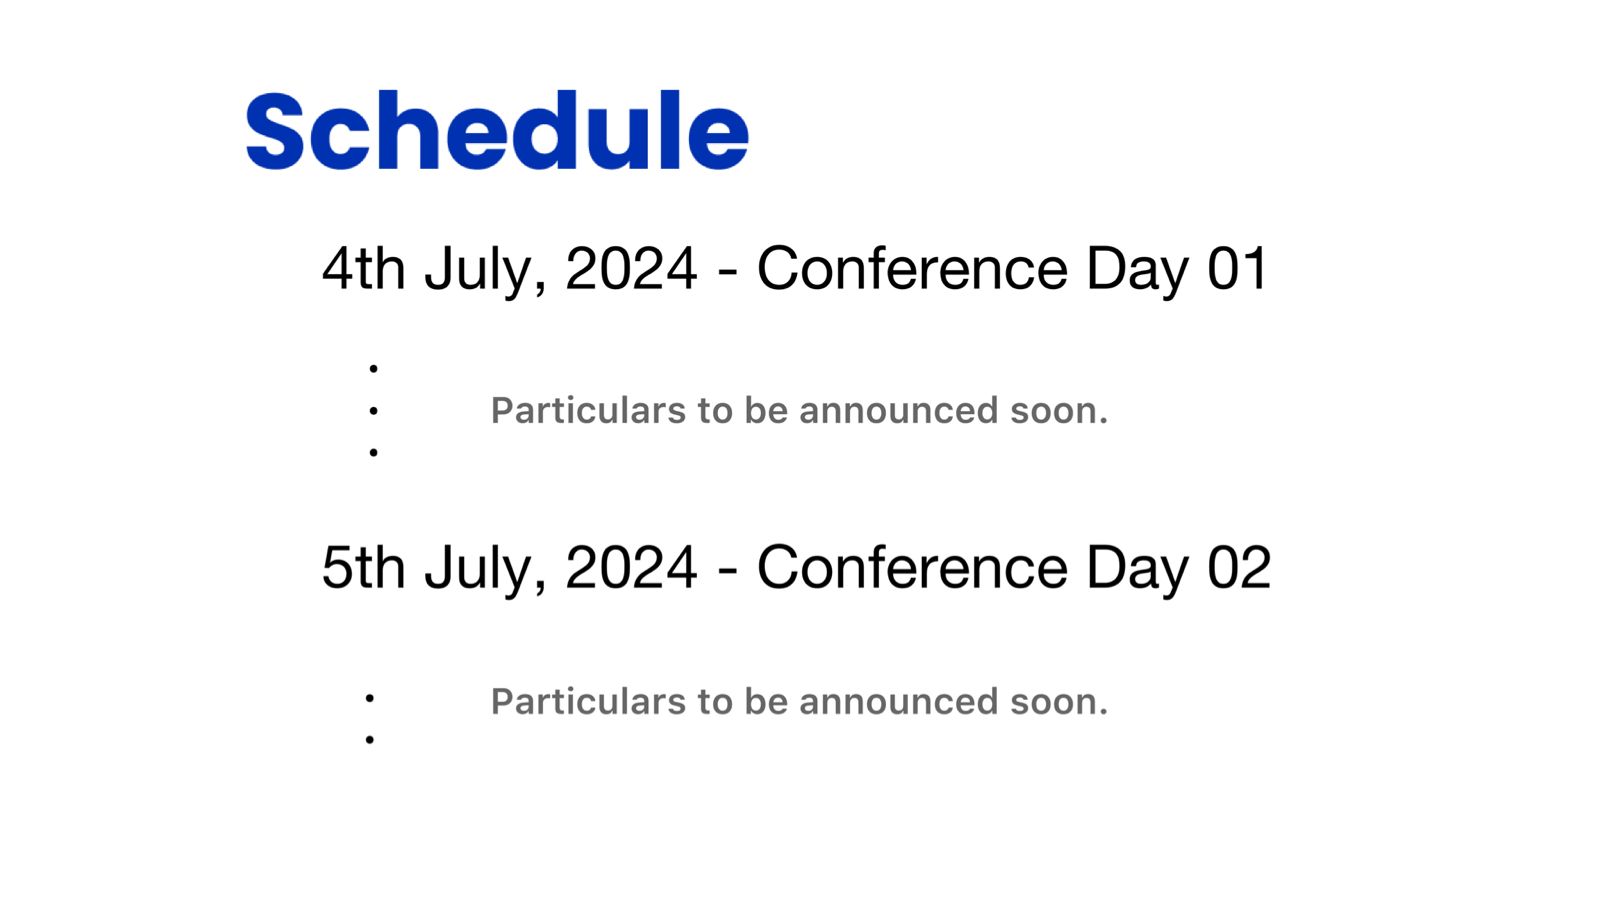 Schedule
4th July, 2024 - Conference Day 01
•
• Particulars to be announced soon.
•
5th July, 2024 - Conference Day 02
• Particulars to be announced soon.
•